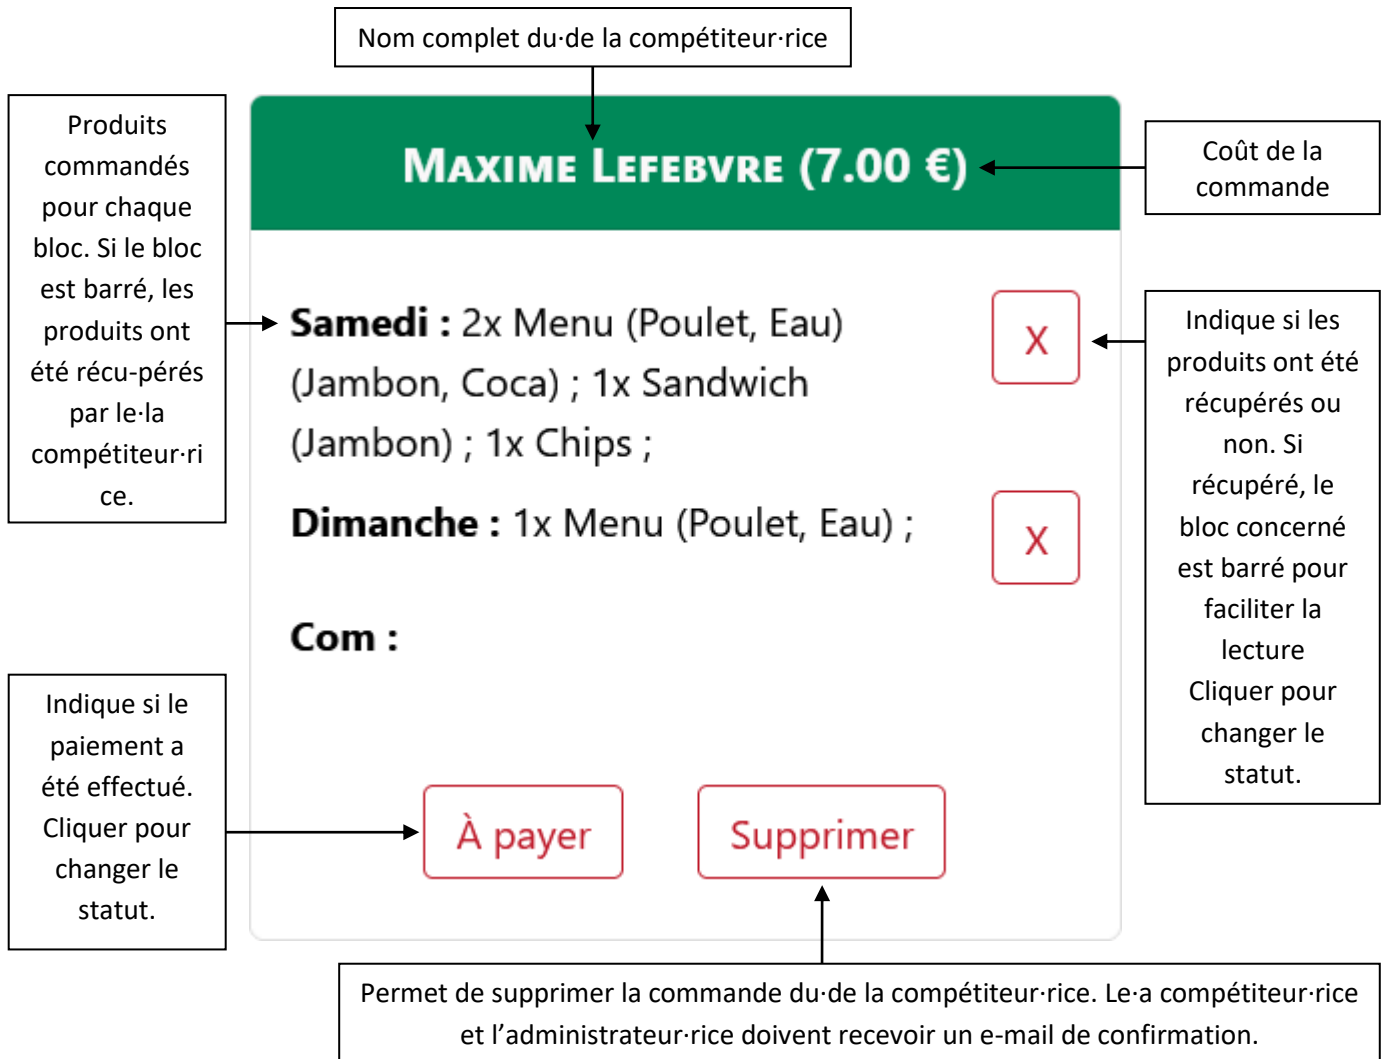 Nom complet du·de la compétiteur·rice
Produits
commandés
pour chaque
bloc. Si le bloc
est barré, les
produits ont
été récu-pérés
par le·la
compétiteur·ri
ce.
MAXIME LEFEBVRE (7.00 €)
Coût de la
commande
Samedi : 2x Menu (Poulet, Eau)
(Jambon, Coca) ; 1x Sandwich
(Jambon) ; 1x Chips ;
X
Indique si les
produits ont été
récupérés ou
non. Si
récupéré, le
bloc concerné
est barré pour
faciliter la
lecture
Cliquer pour
changer le
statut.
Dimanche : 1x Menu (Poulet, Eau) ;
X
Com :
Indique si le
paiement a
été effectué.
Cliquer pour
changer le
statut.
À payer
Supprimer
Permet de supprimer la commande du·de la compétiteur·rice. Le·a compétiteur·rice
et l’administrateur·rice doivent recevoir un e-mail de confirmation.